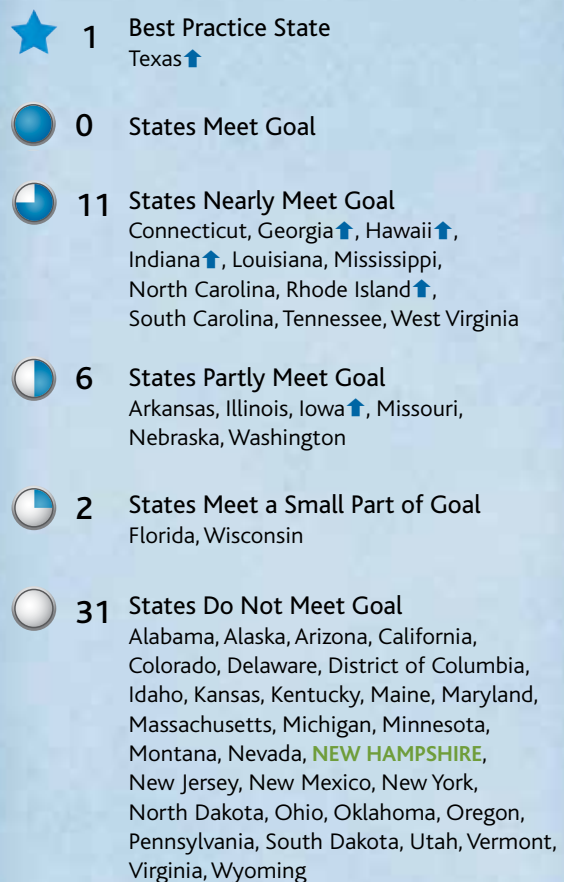 1 Best Practice State
Texas⬆
0 States Meet Goal
11 States Nearly Meet Goal
Connecticut, Georgia⬆, Hawaii⬆,
Indiana⬆, Louisiana, Mississippi,
North Carolina, Rhode Island⬆,
South Carolina, Tennessee, West Virginia
6 States Partly Meet Goal
Arkansas, Illinois, Iowa⬆, Missouri,
Nebraska, Washington
2 States Meet a Small Part of Goal
Florida, Wisconsin
31 States Do Not Meet Goal
Alabama, Alaska, Arizona, California,
Colorado, Delaware, District of Columbia,
Idaho, Kansas, Kentucky, Maine, Maryland,
Massachusetts, Michigan, Minnesota,
Montana, Nevada, NEW HAMPSHIRE,
New Jersey, New Mexico, New York,
North Dakota, Ohio, Oklahoma, Oregon,
Pennsylvania, South Dakota, Utah, Vermont,
Virginia, Wyoming